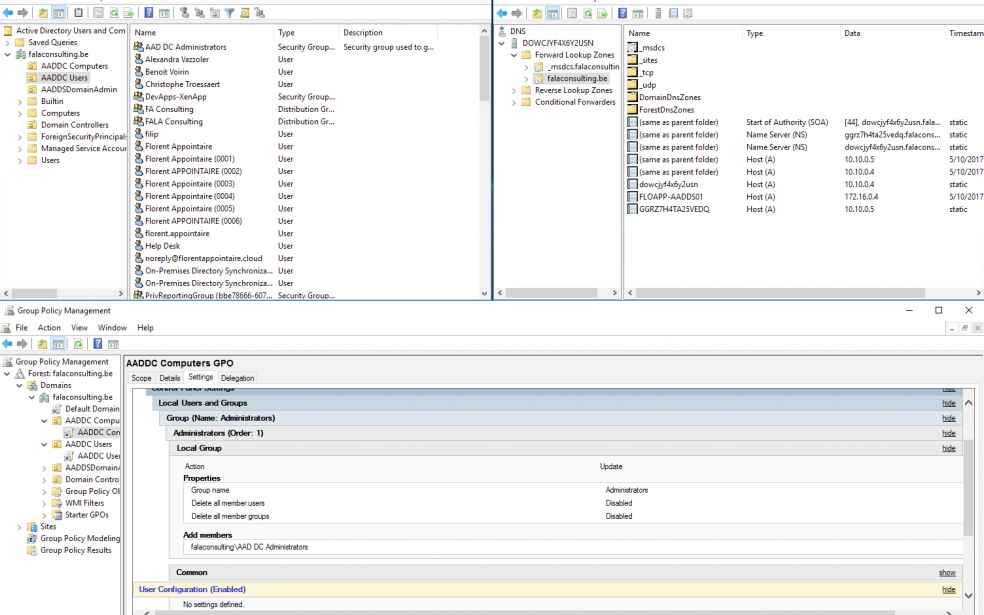 Active Directory Users and Com
Saved Queries
falaconsulting.be
AADDC Computers
AADDC Users
AADDSDomainAdmin
Builtin
Computers
Domain Controllers
ForeignSecurityPrincipals
Managed Service Accour
Users
Name Type Description
AAD DC Administrators Security Group... Security group used to g...
Alexandra Vazzoler User
Benoit Voirin User
Christophe Troessaert User
DevApps-XenApp Security Group...
FA Consulting Distribution Gr...
FALA Consulting Distribution Gr...
filip User
Florent Appointaire User
Florent Appointaire (0001) User
Florent APPOINTAIRE (0002) User
Florent Appointaire (0003) User
Florent Appointaire (0004) User
Florent Appointaire (0005) User
Florent APPOINTAIRE (0006) User
florent.appointaire User
Help Desk User
noreply@florentappointaire.cloud User
On-Premises Directory Synchroniza... User
On-Premises Directory Synchroniza... User
PrivReportingGroup {bbe78666-607... Security Group...
DNS
DOWCJYF4X6Y2USN
Forward Lookup Zones
_msdcs.falaconsultin
falaconsulting.be
Reverse Lookup Zones
Conditional Forwarders
Name Type Data Timestam
_msdcs
_sites
_tcp
_udp
DomainDnsZones
ForestDnsZones
(same as parent folder) Start of Authority (SOA) [44], dowcjyf4x6y2usn.fala... static
(same as parent folder) Name Server (NS) ggrz7h4ta25vedq.falacons... static
(same as parent folder) Name Server (NS) dowcjyf4x6y2usn.falacons... static
(same as parent folder) Host (A) 10.10.0.5 5/10/2017
(same as parent folder) Host (A) 10.10.0.4 5/10/2017
dowcjyf4x6y2usn Host (A) 10.10.0.4 static
FLOAPP-AADDS01 Host (A) 172.16.0.4 5/10/2017
GGRZ7H4TA25VEDQ Host (A) 10.10.0.5 static
Group Policy Management
File Action View Window Help
Group Policy Management
Forest: falaconsulting.be
Domains
falaconsulting.be
Default Domain
AADDC Compu
AADDC Con
AADDC Users
AADDC User
AADDSDomainA
Domain Contro
Group Policy Ol
WMI Filters
Starter GPOs
Sites
Group Policy Modeling
Group Policy Results
AADDC Computers GPO
Scope Details Settings Delegation
Control Panel Settings hide
Local Users and Groups hide
Group (Name: Administrators) hide
Administrators (Order: 1) hide
Local Group hide
Action Update
Properties
Group name Administrators
Delete all member users Disabled
Delete all member groups Disabled
Add members
falaconsulting\AAD DC Administrators
Common show
User Configuration (Enabled) hide
No settings defined.